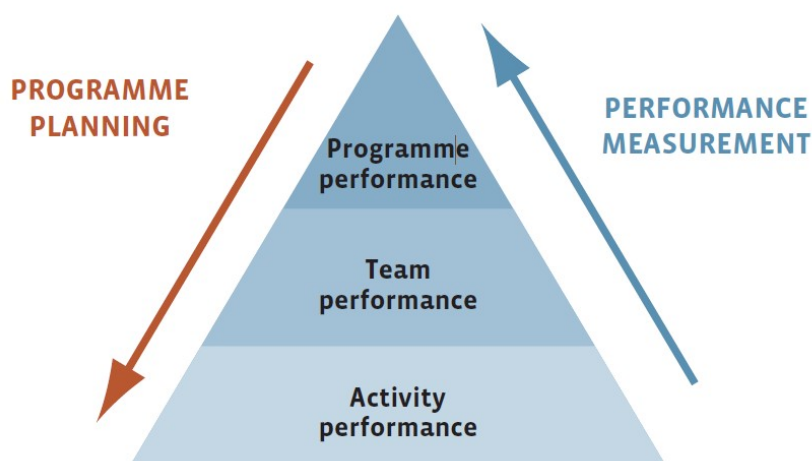 PROGRAMME
PLANNING
PERFORMANCE
MEASUREMENT
Programme
performance
Team
performance
Activity
performance